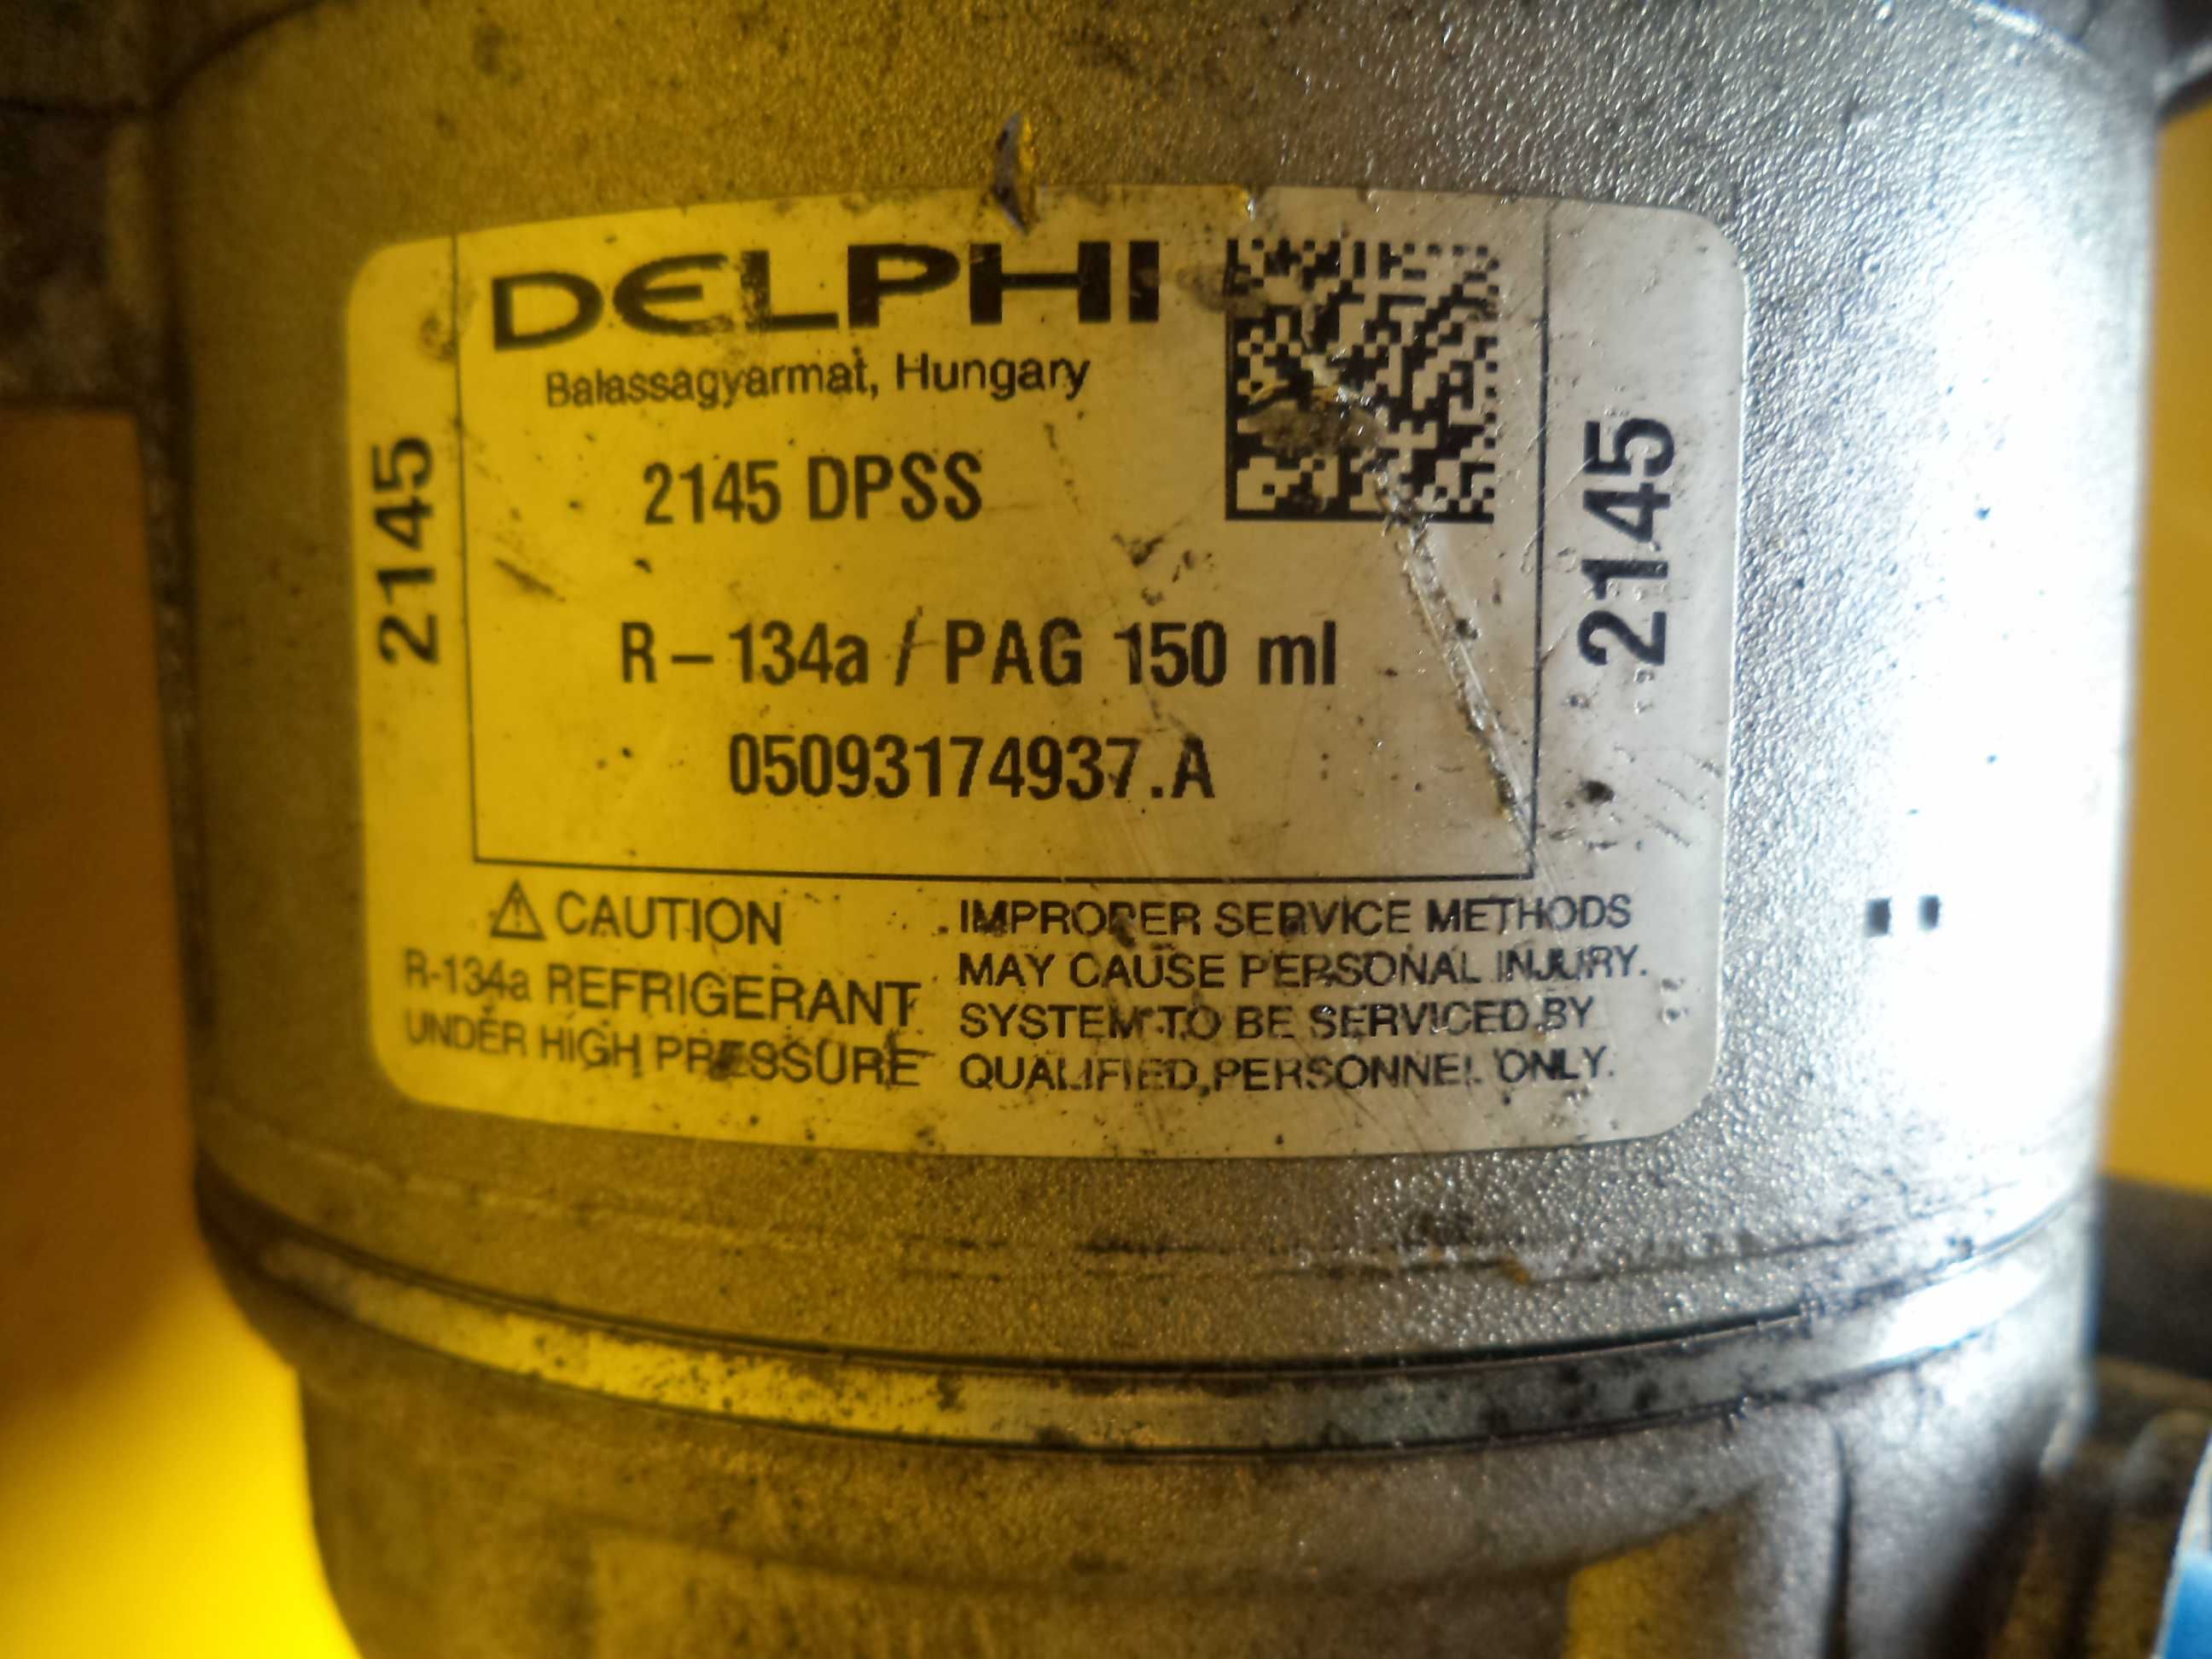 DELPHI
Balassagyarmat, Hungary
2145 DPSS
R-134a / PAG 150 ml
05093174937.A
2145
2145
CAUTION
R-134a REFRIGERANT
UNDER HIGH PRESSURE
IMPROPER SERVICE METHODS
MAY CAUSE PERSONAL INJURY.
SYSTEM TO BE SERVICED BY
QUALIFIED PERSONNEL ONLY.